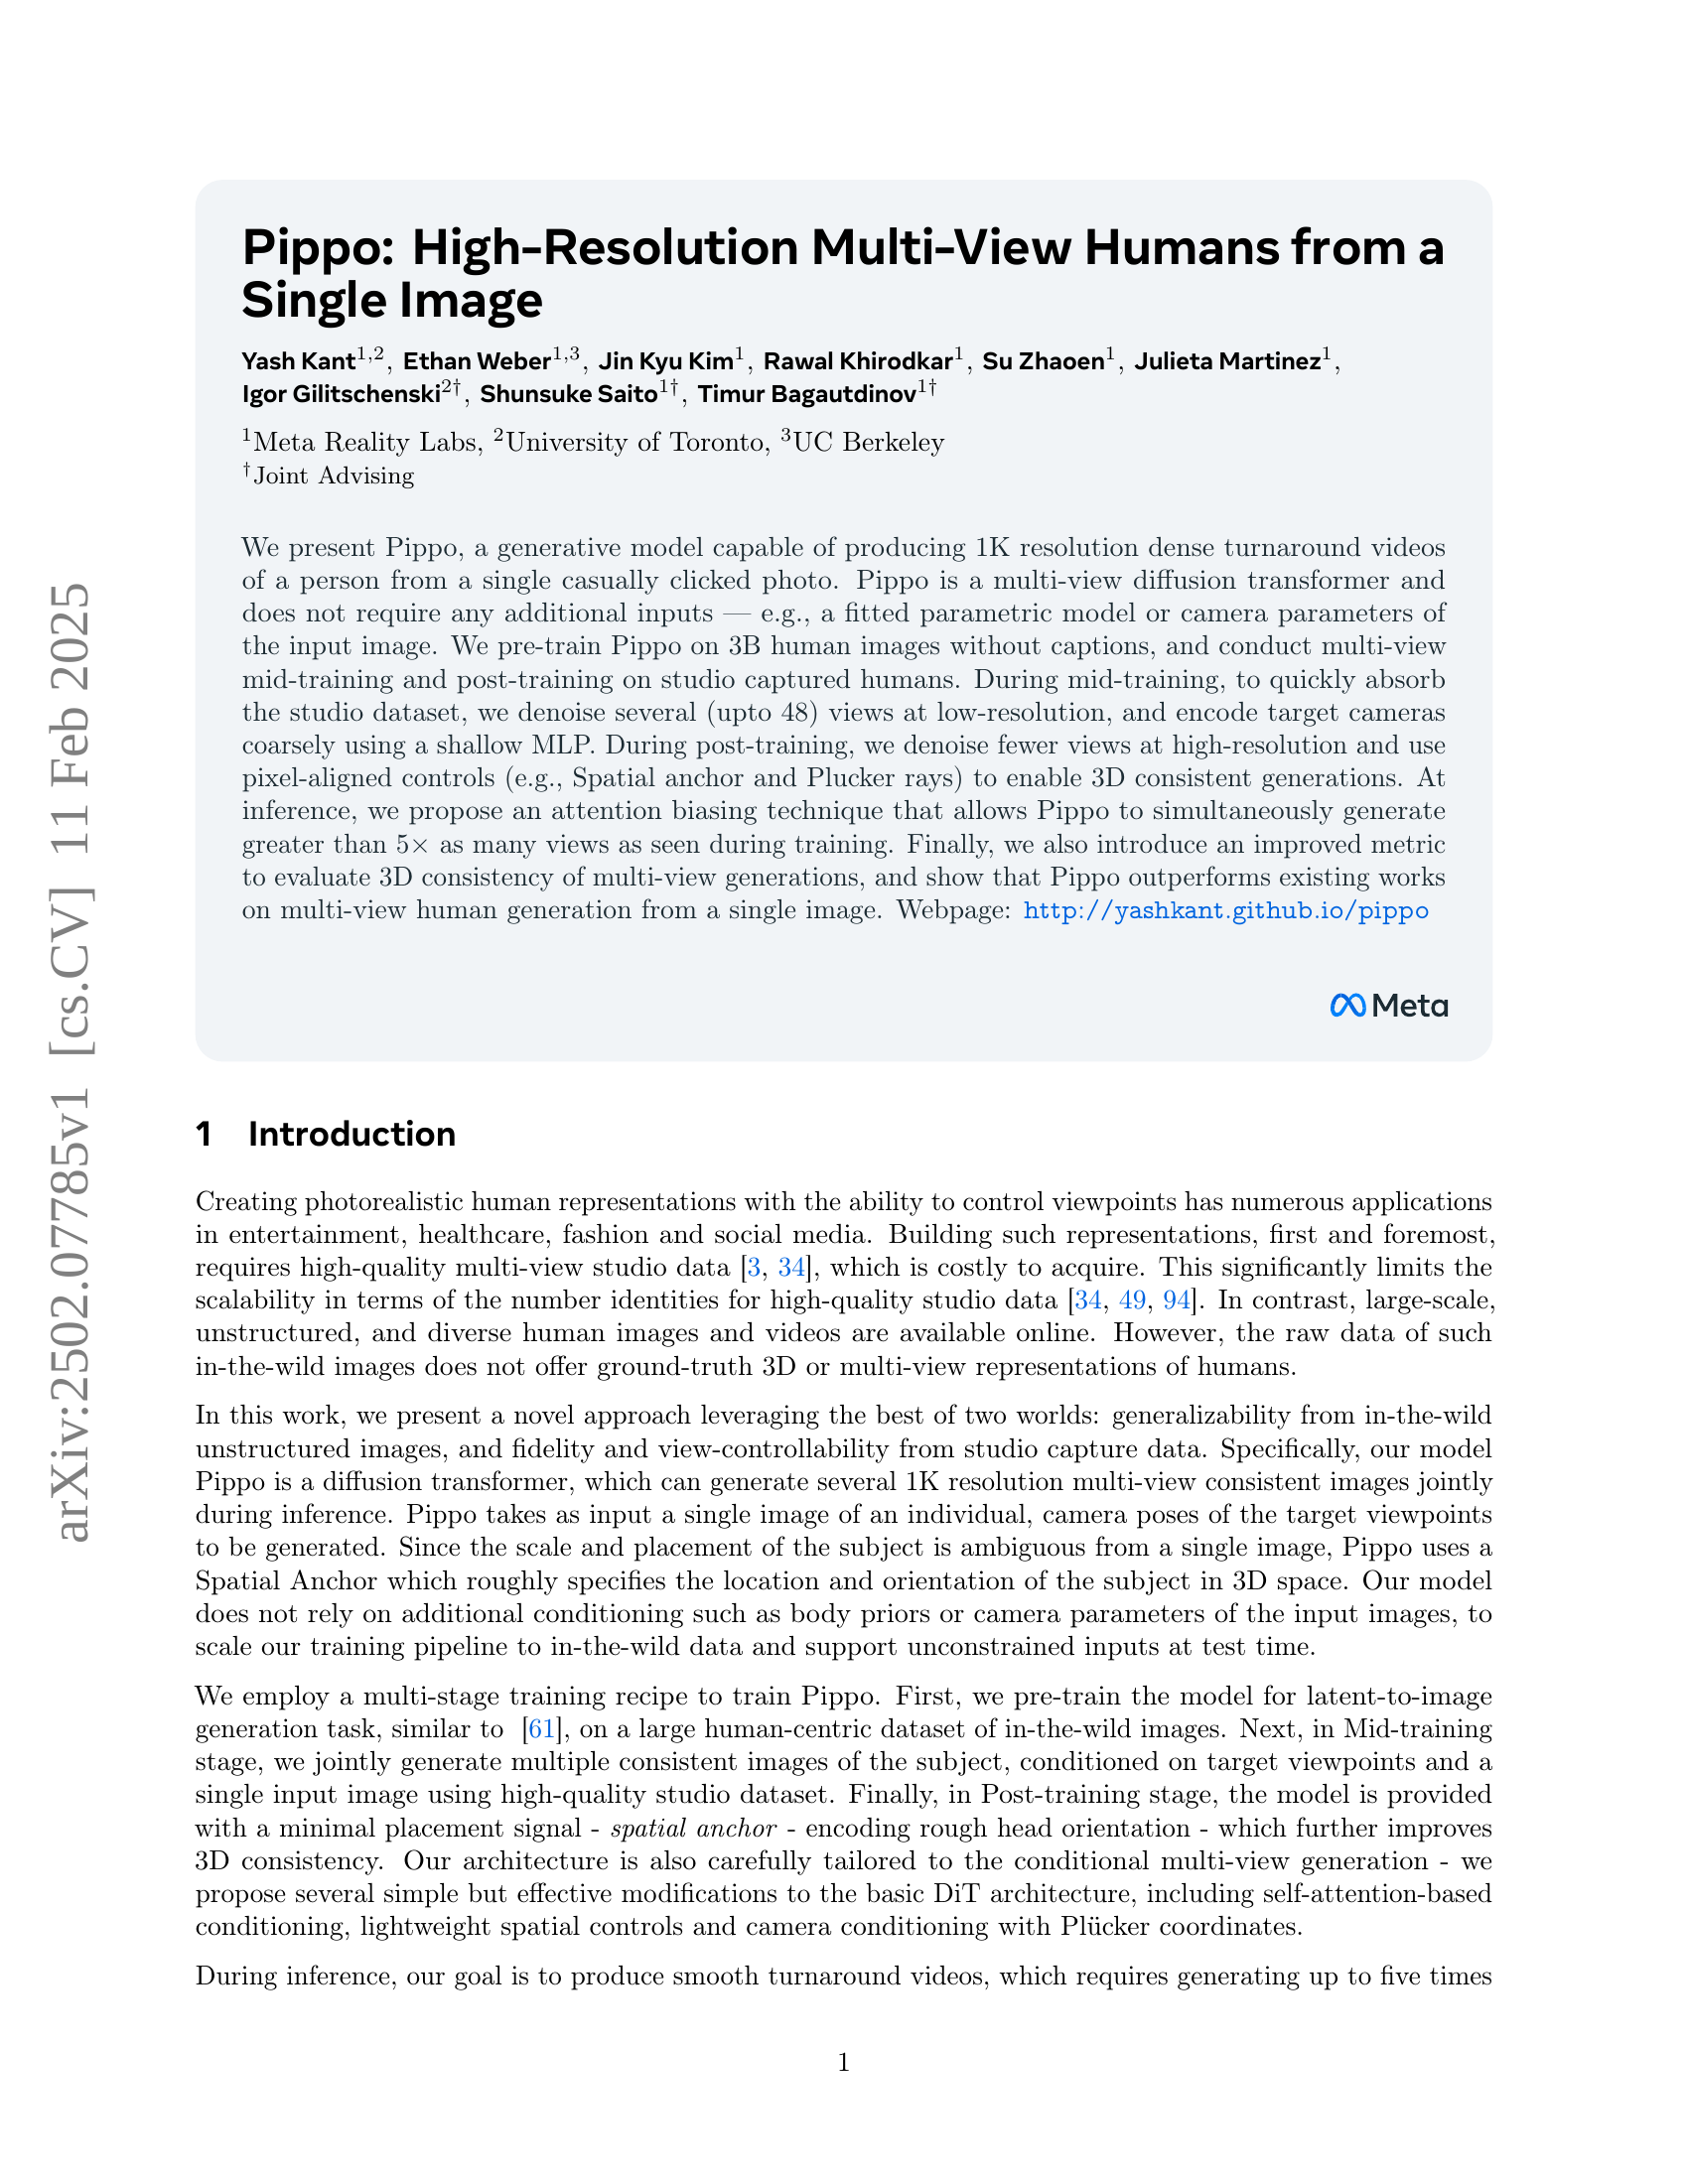 arXiv:2502.07785v1 [cs.CV] 11 Feb 2025
Pippo: High-Resolution Multi-View Humans from a
Single Image
Yash Kant1,2, Ethan Weber1,3, Jin Kyu Kim1, Rawal Khirodkar1, Su Zhaoen1, Julieta Martinez1,
Igor Gilitschenski2†, Shunsuke Saito1†, Timur Bagautdinov1†
1Meta Reality Labs, 2University of Toronto, 3UC Berkeley
†Joint Advising
We present Pippo, a generative model capable of producing 1K resolution dense turnaround videos
of a person from a single casually clicked photo. Pippo is a multi-view diffusion transformer and
does not require any additional inputs — e.g., a fitted parametric model or camera parameters of
the input image. We pre-train Pippo on 3B human images without captions, and conduct multi-view
mid-training and post-training on studio captured humans. During mid-training, to quickly absorb
the studio dataset, we denoise several (upto 48) views at low-resolution, and encode target cameras
coarsely using a shallow MLP. During post-training, we denoise fewer views at high-resolution and use
pixel-aligned controls (e.g., Spatial anchor and Plucker rays) to enable 3D consistent generations. At
inference, we propose an attention biasing technique that allows Pippo to simultaneously generate
greater than 5× as many views as seen during training. Finally, we also introduce an improved metric
to evaluate 3D consistency of multi-view generations, and show that Pippo outperforms existing works
on multi-view human generation from a single image. Webpage: http://yashkant.github.io/pippo
Meta
1 Introduction
Creating photorealistic human representations with the ability to control viewpoints has numerous applications
in entertainment, healthcare, fashion and social media. Building such representations, first and foremost,
requires high-quality multi-view studio data [3, 34], which is costly to acquire. This significantly limits the
scalability in terms of the number identities for high-quality studio data [34, 49, 94]. In contrast, large-scale,
unstructured, and diverse human images and videos are available online. However, the raw data of such
in-the-wild images does not offer ground-truth 3D or multi-view representations of humans.
In this work, we present a novel approach leveraging the best of two worlds: generalizability from in-the-wild
unstructured images, and fidelity and view-controllability from studio capture data. Specifically, our model
Pippo is a diffusion transformer, which can generate several 1K resolution multi-view consistent images jointly
during inference. Pippo takes as input a single image of an individual, camera poses of the target viewpoints
to be generated. Since the scale and placement of the subject is ambiguous from a single image, Pippo uses a
Spatial Anchor which roughly specifies the location and orientation of the subject in 3D space. Our model
does not rely on additional conditioning such as body priors or camera parameters of the input images, to
scale our training pipeline to in-the-wild data and support unconstrained inputs at test time.
We employ a multi-stage training recipe to train Pippo. First, we pre-train the model for latent-to-image
generation task, similar to [61], on a large human-centric dataset of in-the-wild images. Next, in Mid-training
stage, we jointly generate multiple consistent images of the subject, conditioned on target viewpoints and a
single input image using high-quality studio dataset. Finally, in Post-training stage, the model is provided
with a minimal placement signal - spatial anchor - encoding rough head orientation - which further improves
3D consistency. Our architecture is also carefully tailored to the conditional multi-view generation - we
propose several simple but effective modifications to the basic DiT architecture, including self-attention-based
conditioning, lightweight spatial controls and camera conditioning with Plücker coordinates.
During inference, our goal is to produce smooth turnaround videos, which requires generating up to five times
1